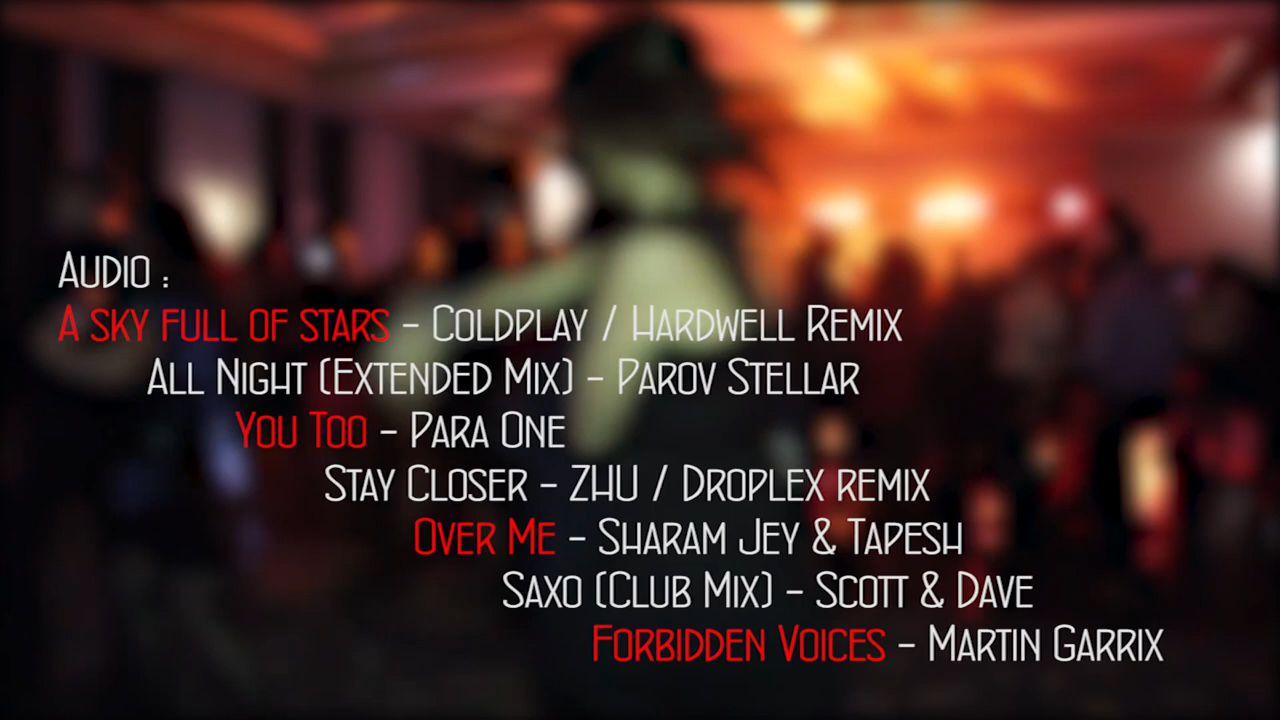 Audio :
A sky full of stars - Coldplay / Hardwell Remix
All Night (Extended Mix) - Parov Stellar
You Too - Para One
Stay Closer - ZHU / Droplex remix
Over Me - Sharam Jey & Tapesh
Saxo (Club Mix) - Scott & Dave
Forbidden Voices - Martin Garrix